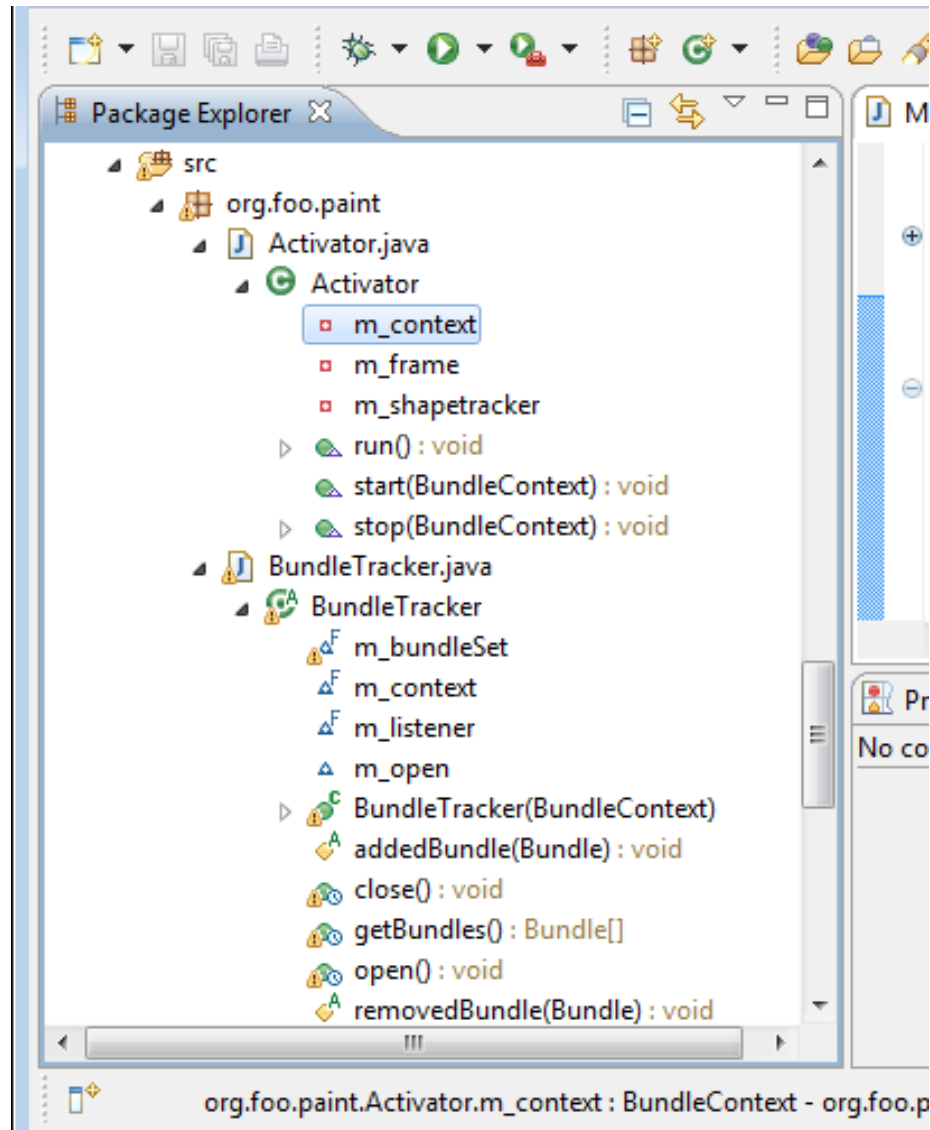 Package Explorer
M
src
org.foo.paint
Activator.java
Activator
m_context
m_frame
m_shapetracker
run() : void
start(BundleContext) : void
stop(BundleContext) : void
BundleTracker.java
BundleTracker
m_bundleSet
m_context
m_listener
m_open
BundleTracker(BundleContext)
addedBundle(Bundle) : void
close() : void
getBundles() : Bundle[]
open() : void
removedBundle(Bundle) : void
Pr
No co
org.foo.paint.Activator.m_context : BundleContext - org.foo.p